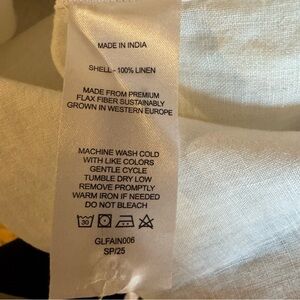 MADE IN INDIA
SHELL - 100% LINEN
MADE FROM PREMIUM
FLAX FIBER SUSTAINABLY
GROWN IN WESTERN EUROPE
MACHINE WASH COLD
WITH LIKE COLORS
GENTLE CYCLE
TUMBLE DRY LOW
REMOVE PROMPTLY
WARM IRON IF NEEDED
DO NOT BLEACH
30
GLFAIN006
SP/25